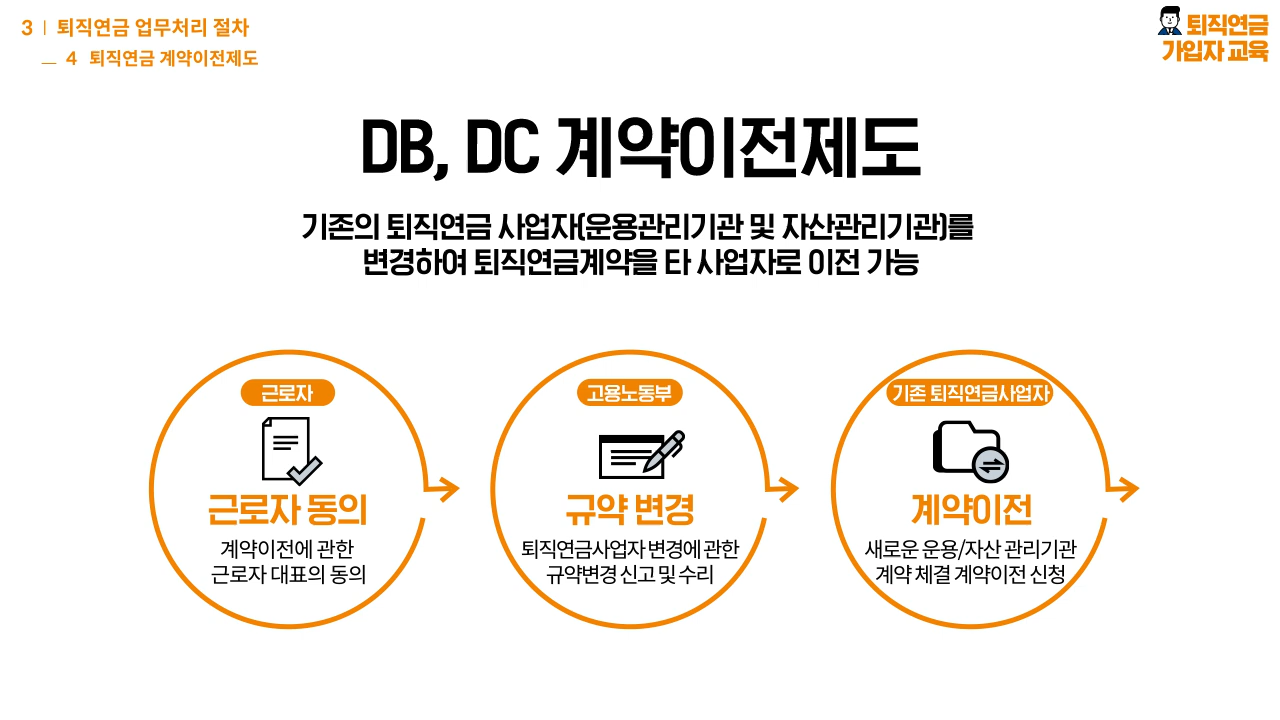 3 | 퇴직연금 업무처리 절차
4 퇴직연금 계약이전제도
퇴직연금
가입자 교육
DB, DC 계약이전제도
기존의 퇴직연금 사업자(운용관리기관 및 자산관리기관)를
변경하여 퇴직연금계약을 타 사업자로 이전 가능
근로자
근로자 동의
계약이전에 관한
근로자 대표의 동의
고용노동부
규약 변경
퇴직연금사업자 변경에 관한
규약변경 신고 및 수리
기존 퇴직연금사업자
계약이전
새로운 운용/자산 관리기관
계약 체결 계약이전 신청